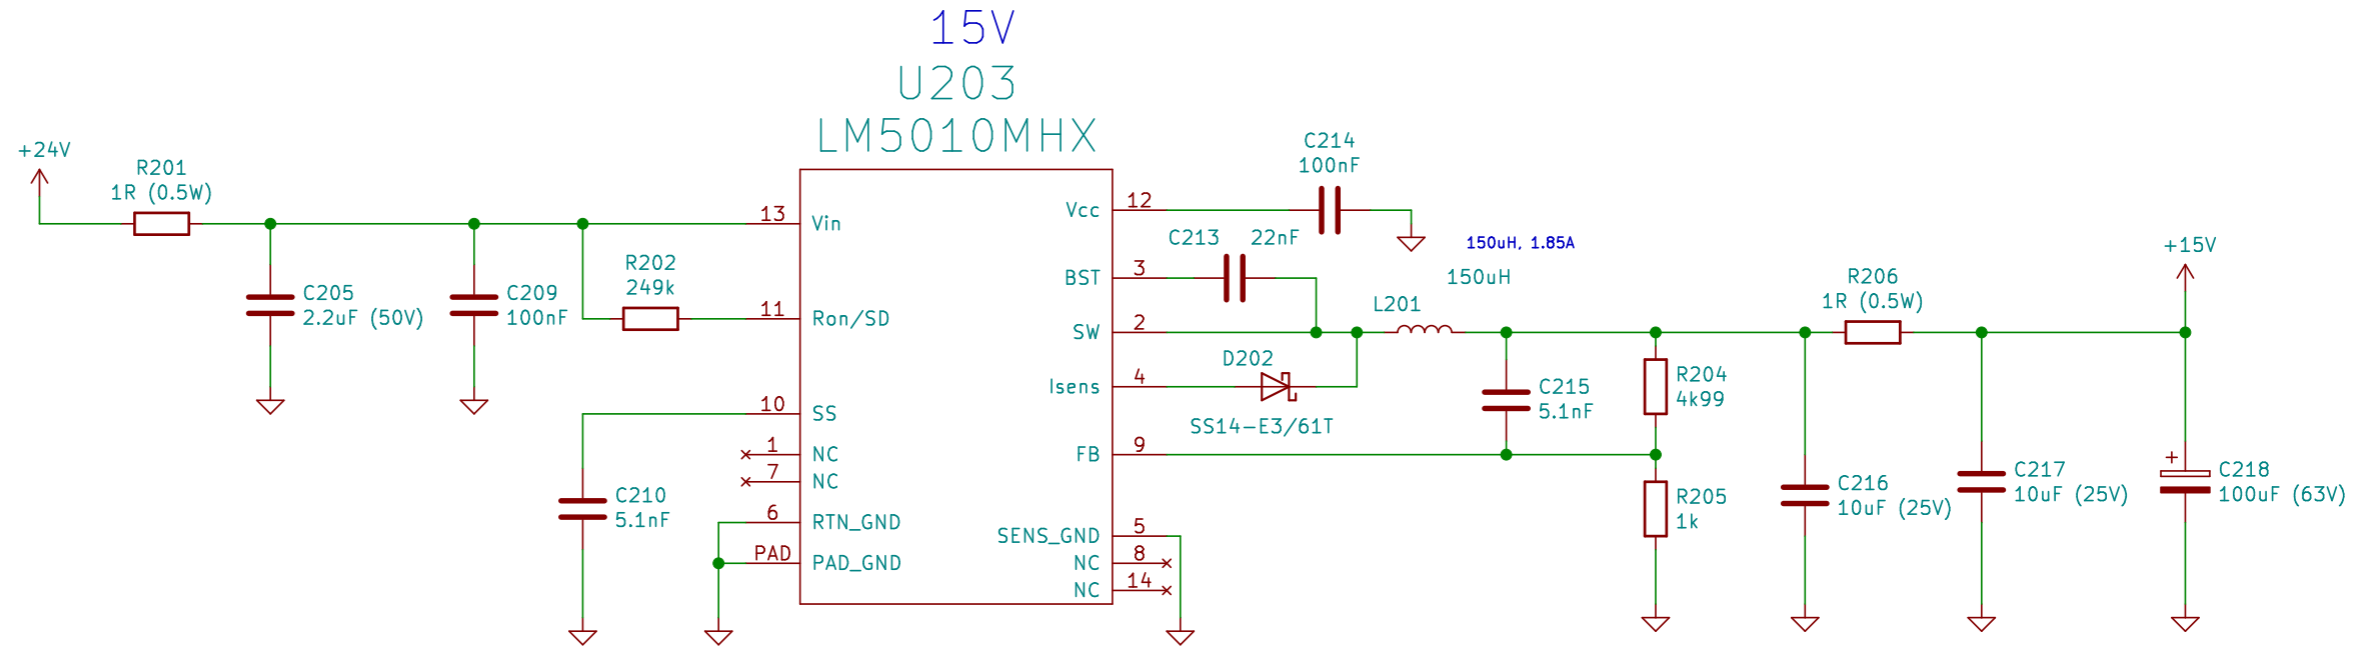 15V
U203
LM5010MHX
+24V
R201
1R (0.5W)
C205
2.2uF (50V)
C209
100nF
R202
249k
C210
5.1nF
13
Vin
11
Ron/SD
10
SS
1
NC
7
NC
6
RTN_GND
PAD
PAD_GND
Vcc
12
BST
3
SW
2
Isens
4
FB
9
SENS_GND
5
NC
8
NC
14
C214
100nF
C213
22nF
150uH, 1.85A
150uH
L201
D202
SS14-E3/61T
C215
5.1nF
R204
4k99
R205
1k
R206
1R (0.5W)
C216
10uF (25V)
C217
10uF (25V)
+15V
+
C218
100uF (63V)